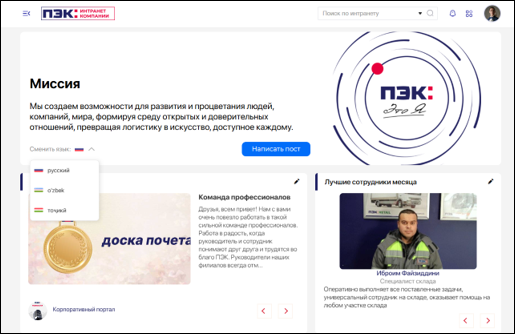 ПЭК: ИНТРАНЕТ
КОМПАНИИ
Поиск по интранету
Миссия
Мы создаем возможности для развития и процветания людей,
компаний, мира, формируя среду открытых и доверительных
отношений, превращая логистику в искусство, доступное каждому.
ПЭК:
Это Я
Сменить язык:
Написать пост
русский
o'zbek
тоҷикӣ
доска почета
Команда профессионалов
Друзья, всем привет! Нам с вами
очень повезло работать в такой
сильной команде профессионалов.
Работа в радость, когда
руководитель и сотрудник
понимают друг друга и трудятся во
благо ПЭК. Руководители наших
филиалов всегда отм...
Корпоративный портал
Лучшие сотрудники месяца
Иброим Файзиддини
Специалист склада
Оперативно выполняет все поставленные задачи,
универсальный сотрудник на складе, оказывает помощь на
любом участке склада